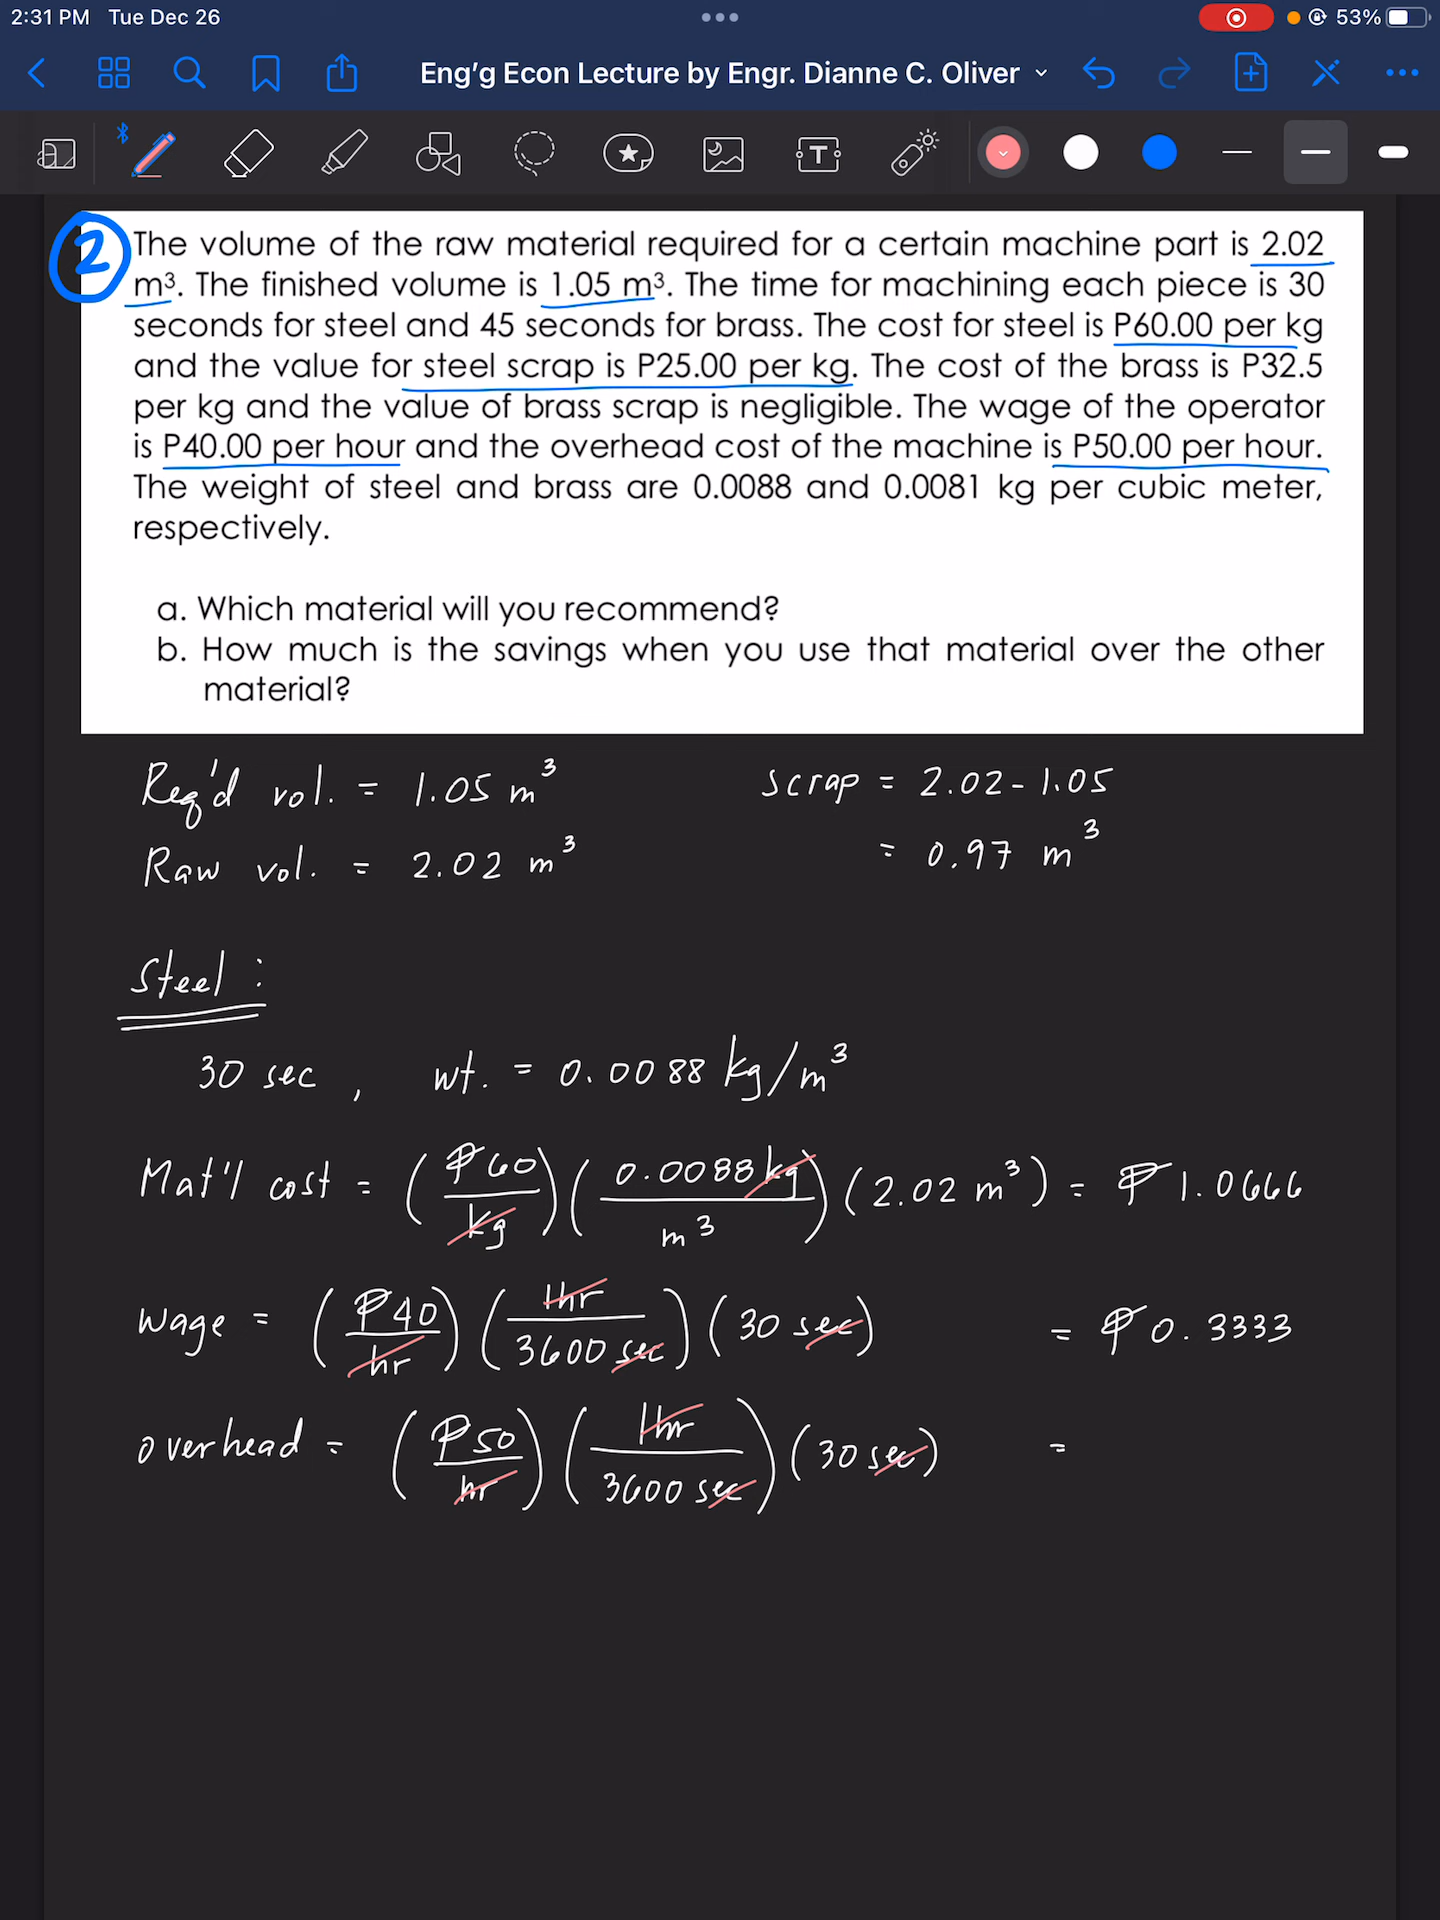 2:31 PM Tue Dec 26
53%
Eng'g Econ Lecture by Engr. Dianne C. Oliver
2 The volume of the raw material required for a certain machine part is 2.02
m³. The finished volume is 1.05 m³. The time for machining each piece is 30
seconds for steel and 45 seconds for brass. The cost for steel is P60.00 per kg
and the value for steel scrap is P25.00 per kg. The cost of the brass is P32.5
per kg and the value of brass scrap is negligible. The wage of the operator
is P40.00 per hour and the overhead cost of the machine is P50.00 per hour.
The weight of steel and brass are 0.0088 and 0.0081 kg per cubic meter,
respectively.
a. Which material will you recommend?
b. How much is the savings when you use that material over the other
material?
Req'd vol. = 1.05 m³
scrap = 2.02 - 1.05
Raw vol. = 2.02 m³
= 0.97 m³
Steel :
30 sec , wt. = 0.0088 kg/m³
Mat'l cost = (₱60/kg)(0.0088 kg/m³)(2.02 m³) = ₱1.0666
wage = (₱40/hr)(1hr/3600 sec)(30 sec) = ₱0.3333
overhead = (₱50/hr)(1hr/3600 sec)(30 sec) =